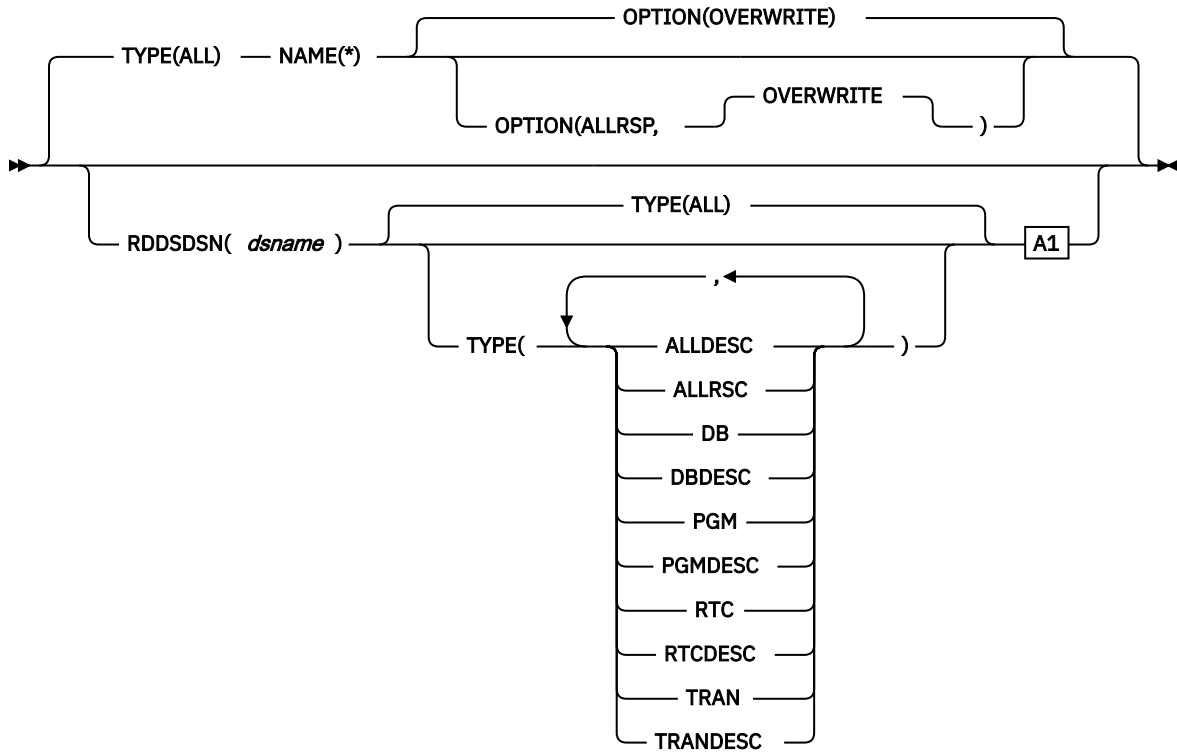 OPTION(OVERWRITE)
TYPE(ALL) NAME(*)
OVERWRITE
OPTION(ALLRSP, )
TYPE(ALL)
RDDSDSN( dsname ) A1
,
TYPE( ALLDESC )
ALLRSC
DB
DBDESC
PGM
PGMDESC
RTC
RTCDESC
TRAN
TRANDESC